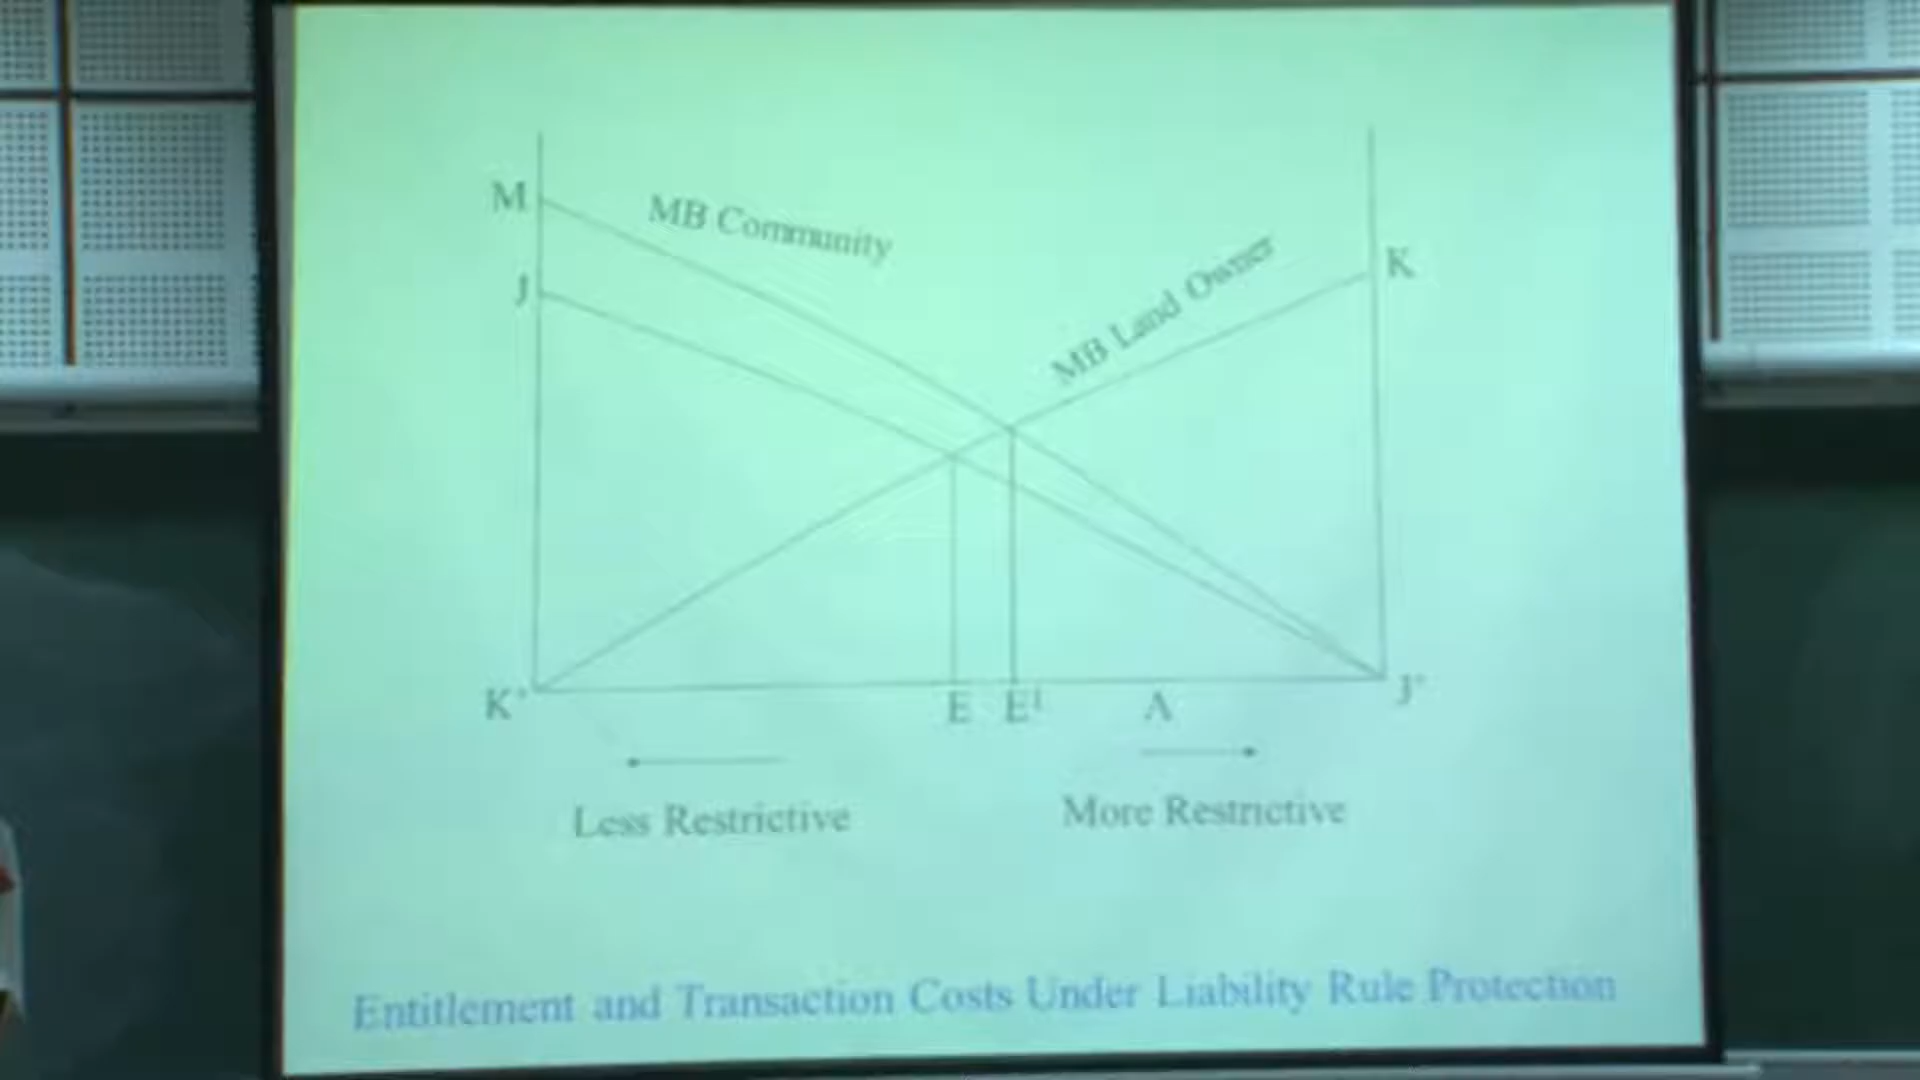 M
MB Community
J
MB Land Owner
K
K'
E E¹ A
J'
Less Restrictive
More Restrictive
Entitlement and Transaction Costs Under Liability Rule Protection